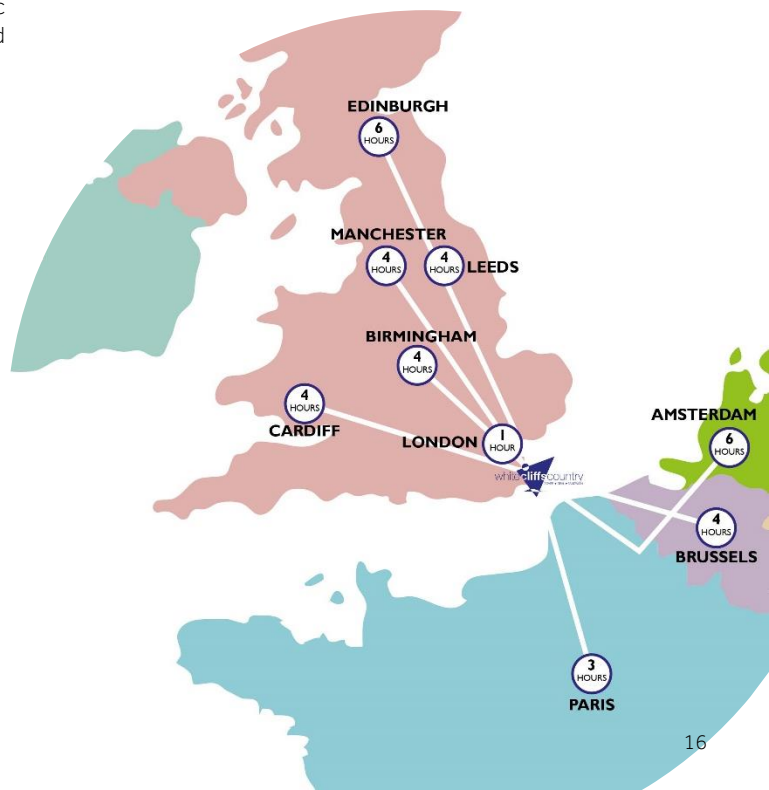 c
d
EDINBURGH
6
HOURS
MANCHESTER
4
HOURS
4
HOURS
LEEDS
BIRMINGHAM
4
HOURS
4
HOURS
CARDIFF
LONDON
1
HOUR
whitecliffscountry
AMSTERDAM
6
HOURS
4
HOURS
BRUSSELS
3
HOURS
PARIS
16